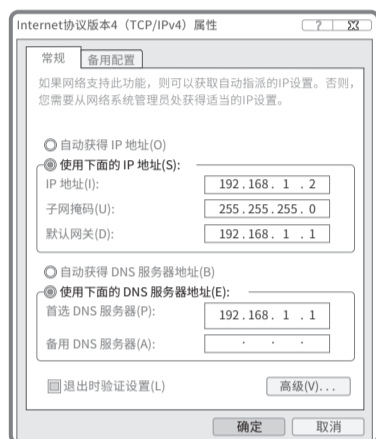 Internet协议版本4（TCP/IPv4）属性
常规 备用配置
如果网络支持此功能，则可以获取自动指派的IP设置。否则，
您需要从网络系统管理员处获得适当的IP设置。
自动获得 IP 地址(O)
使用下面的 IP 地址(S):
IP 地址(I): 192.168. 1 .2
子网掩码(U): 255.255.255.0
默认网关(D): 192.168. 1 .1
自动获得 DNS 服务器地址(B)
使用下面的 DNS 服务器地址(E):
首选 DNS 服务器(P): 192.168. 1 .1
备用 DNS 服务器(A): . . .
退出时验证设置(L) 高级(V)...
确定 取消